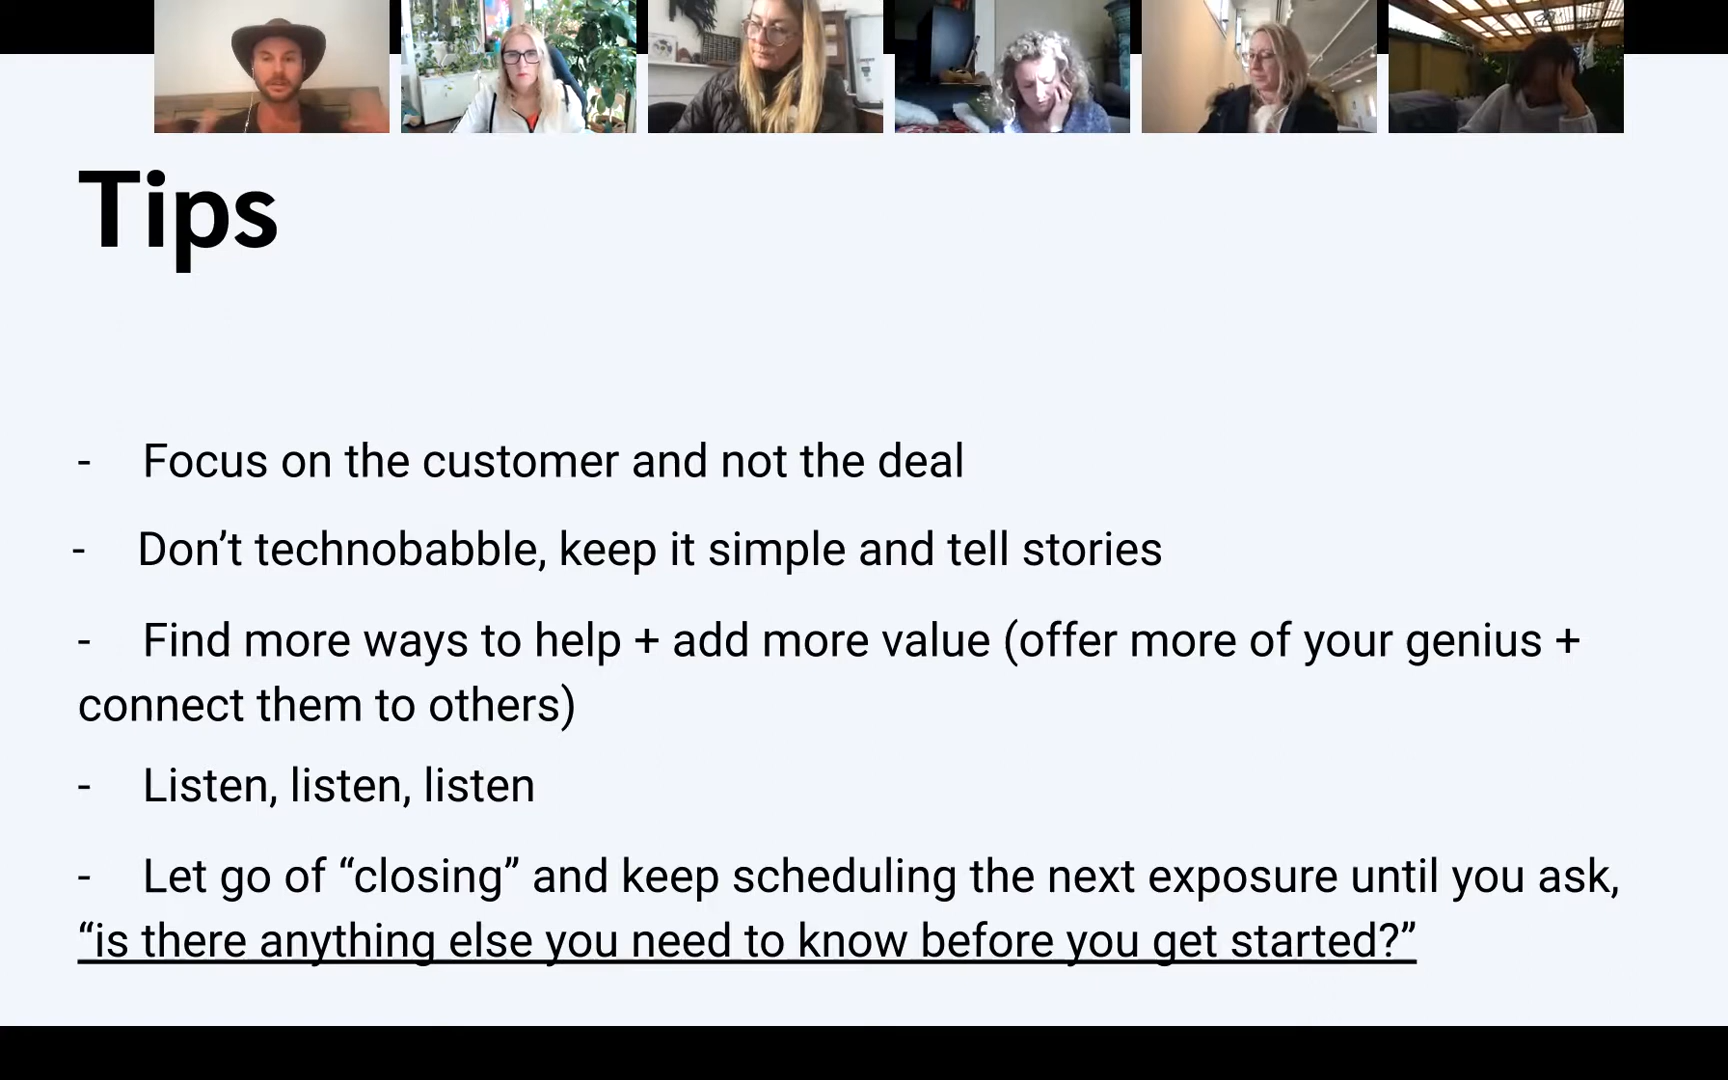 Tips
- Focus on the customer and not the deal
- Don’t technobabble, keep it simple and tell stories
- Find more ways to help + add more value (offer more of your genius +
connect them to others)
- Listen, listen, listen
- Let go of “closing” and keep scheduling the next exposure until you ask,
“is there anything else you need to know before you get started?”